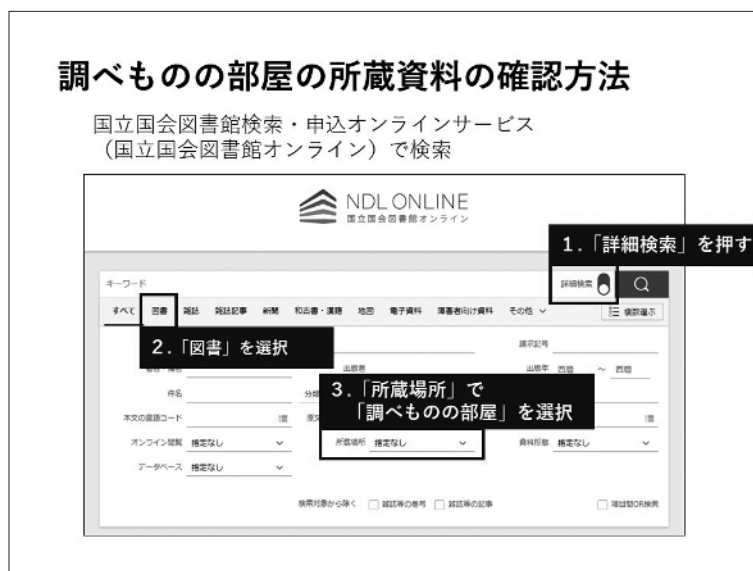 調べものの部屋の所蔵資料の確認方法
国立国会図書館検索・申込オンラインサービス
(国立国会図書館オンライン)で検索
NDL ONLINE
国立国会図書館オンライン
1.「詳細検索」を押す
キーワード
詳細検索
すべて 図書 雑誌 雑誌記事 新聞 和古書・漢籍 地図 電子資料 障害者向け資料 その他
複数選択
2.「図書」を選択
請求記号
出版者
出版年 西暦 ~ 西暦
3.「所蔵場所」で
「調べものの部屋」を選択
件名
分類
本文の言語コード
オンライン閲覧 指定なし
所蔵場所 指定なし
資料形態 指定なし
データベース 指定なし
検索対象から除く 雑誌等の巻号 雑誌等の記事
項目間OR検索